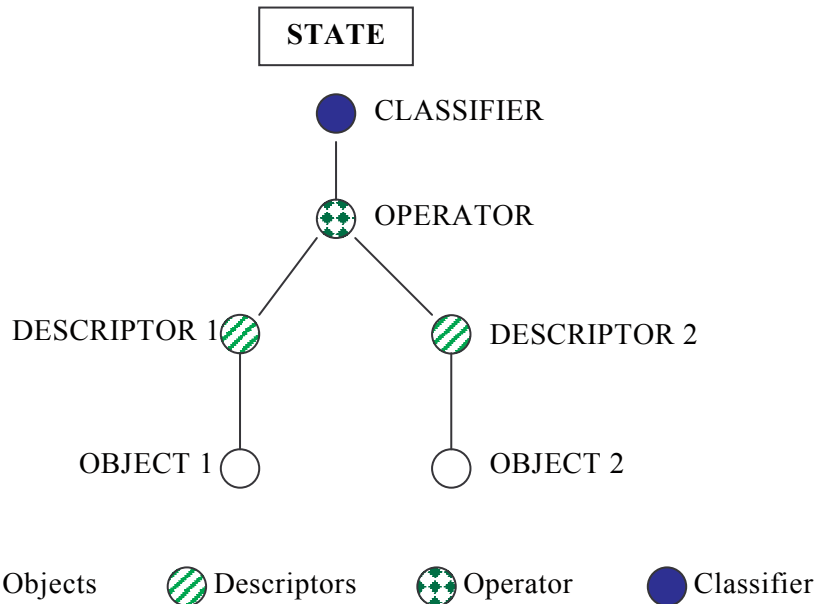 STATE
CLASSIFIER
OPERATOR
DESCRIPTOR 1 DESCRIPTOR 2
OBJECT 1 OBJECT 2
Objects Descriptors Operator Classifier